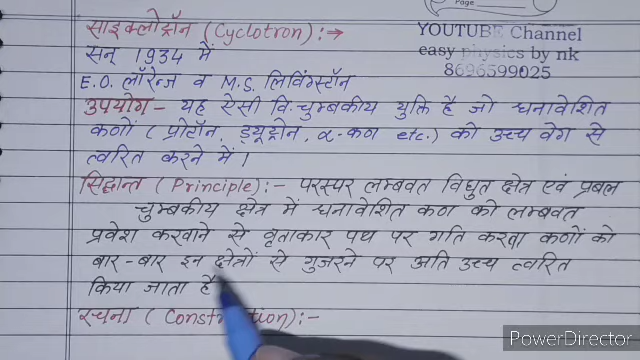 Page
साइक्लोट्रॉन (Cyclotron) :→
YOUTUBE Channel
easy physics by nk
8696599025
सन् 1934 में
E.O. लॉरेन्ज व M.S. लिविंग्स्टॉन
उपयोग – यह ऐसी वि.चुम्बकीय युक्ति है जो धनावेशित
कणों ( प्रोटॉन, ड्यूट्रोन, α-कण etc.) को उच्च वेग से
त्वरित करने में।
सिद्धान्त (Principle) :- परस्पर लम्बवत विधुत क्षेत्र एवं प्रबल
चुम्बकीय क्षेत्र में धनावेशित कण को लम्बवत
प्रवेश करवाने से वृताकार पथ पर गति करता कणों को
बार-बार इन क्षेत्रों से गुजरने पर अति उच्च त्वरित
किया जाता है
रचना ( Construction) :-
PowerDirector